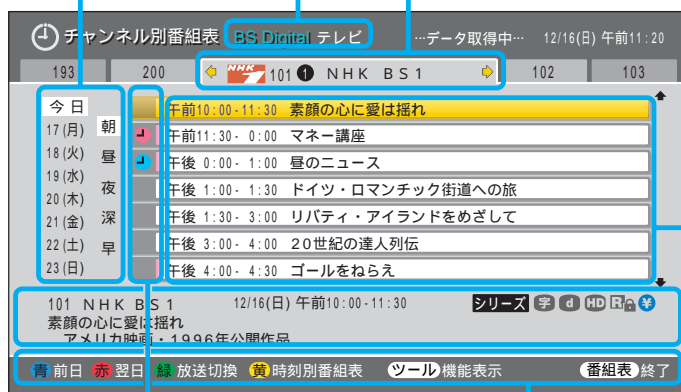 チャンネル別番組表 BS Digital テレビ …データ取得中… 12/16(日) 午前11:20
193 200 101 1 NHK BS1 102 103
今日
17(月)
18(火)
19(水)
20(木)
21(金)
22(土)
23(日)
朝
昼
夜
深
早
午前10:00-11:30 素顔の心に愛は揺れ
午前11:30- 0:00 マネー講座
午後 0:00- 1:00 昼のニュース
午後 1:00- 1:30 ドイツ・ロマンチック街道への旅
午後 1:30- 3:00 リバティ・アイランドをめざして
午後 3:00- 4:00 20世紀の達人列伝
午後 4:00- 4:30 ゴールをねらえ
101 NHK BS1 12/16(日) 午前10:00-11:30 シリーズ 字 d HD R ¥
素顔の心に愛は揺れ
アメリカ映画・1996年公開作品
青 前日 赤 翌日 緑 放送切換 黄 時刻別番組表 ツール 機能表示 番組表 終了